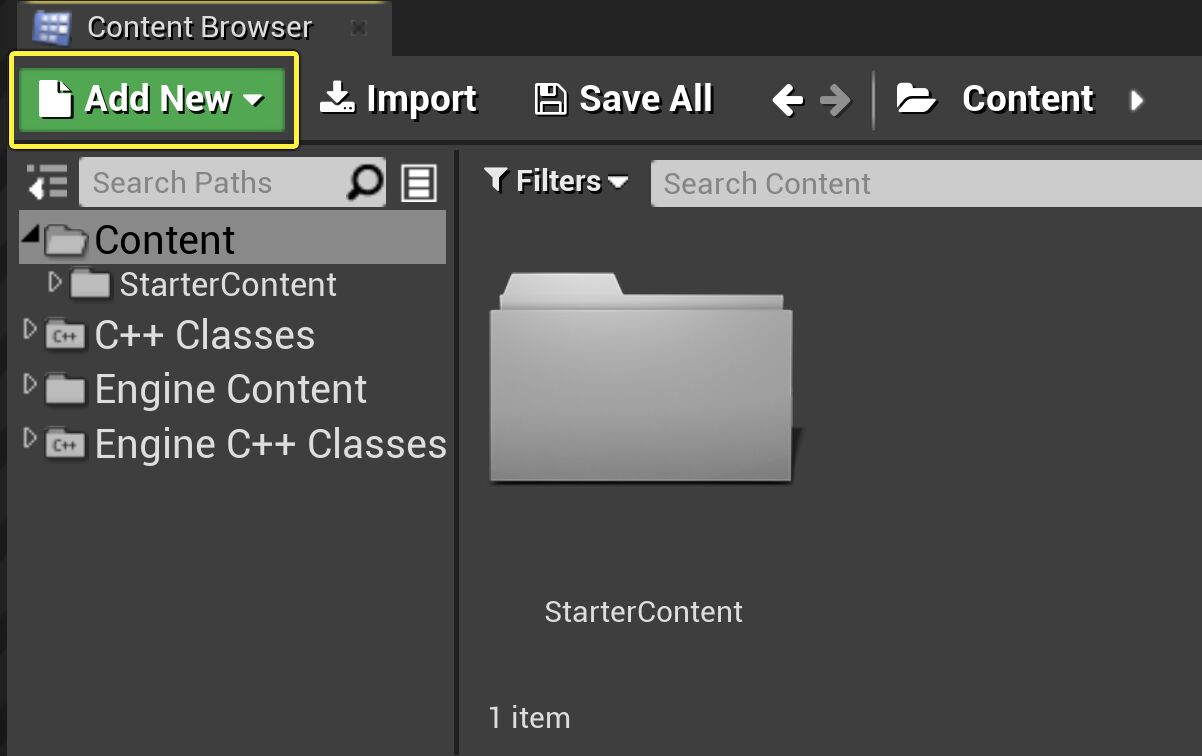 Content Browser
Add New Import Save All Content
Search Paths Filters Search Content
Content
StarterContent
C++ Classes
Engine Content
Engine C++ Classes
StarterContent
1 item